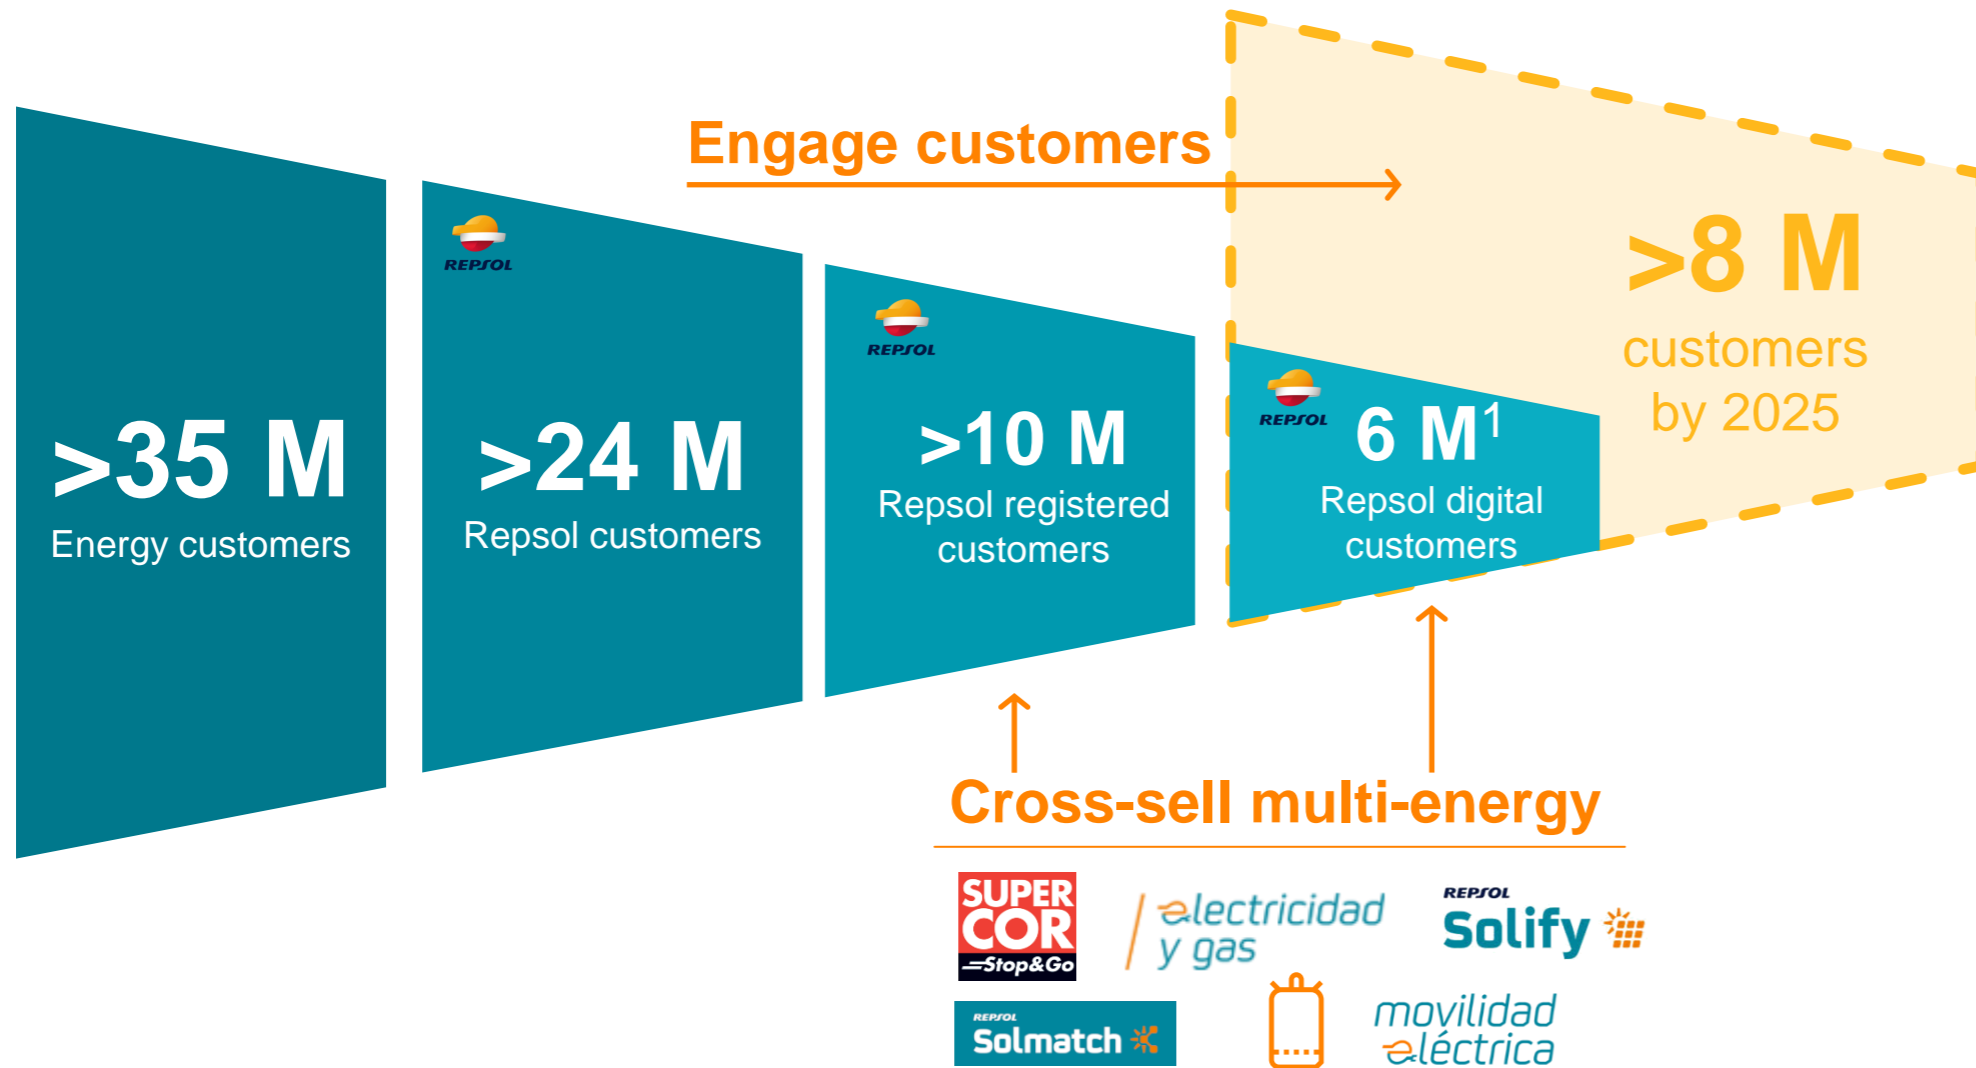 >35 M
Energy customers
REPSOL
>24 M
Repsol customers
REPSOL
>10 M
Repsol registered
customers
Engage customers
REPSOL
6 M1
Repsol digital
customers
>8 M
customers
by 2025
Cross-sell multi-energy
SUPER
COR
Stop&Go
electricidad
y gas
REPSOL
Solify
REPSOL
Solmatch
movilidad
eléctrica